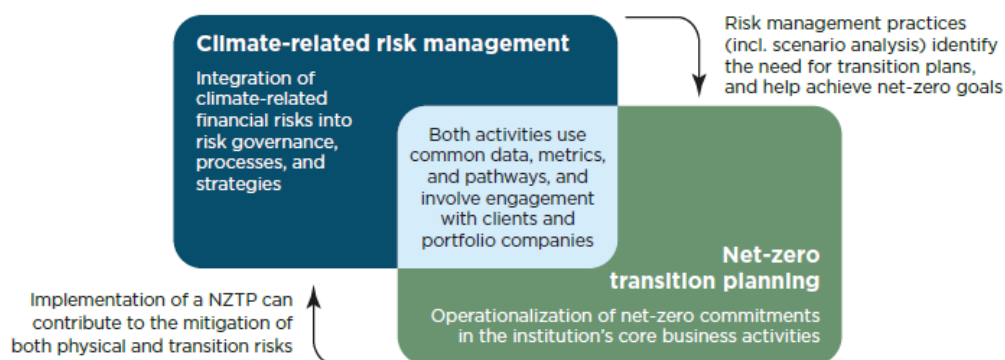 Climate-related risk management
Integration of
climate-related
financial risks into
risk governance,
processes, and
strategies
Risk management practices
(incl. scenario analysis) identify
the need for transition plans,
and help achieve net-zero goals
Both activities use
common data, metrics,
and pathways, and
involve engagement
with clients and
portfolio companies
Net-zero
transition planning
Operationalization of net-zero commitments
in the institution's core business activities
Implementation of a NZTP can
contribute to the mitigation of
both physical and transition risks